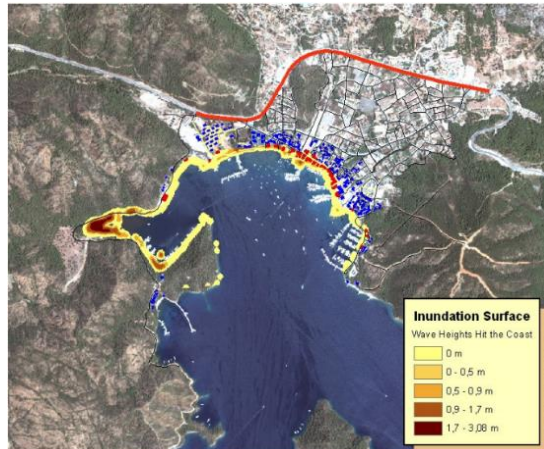 Inundation Surface
Wave Heights Hit the Coast
0 m
0 - 0,5 m
0,5 - 0,9 m
0,9 - 1,7 m
1,7 - 3,08 m